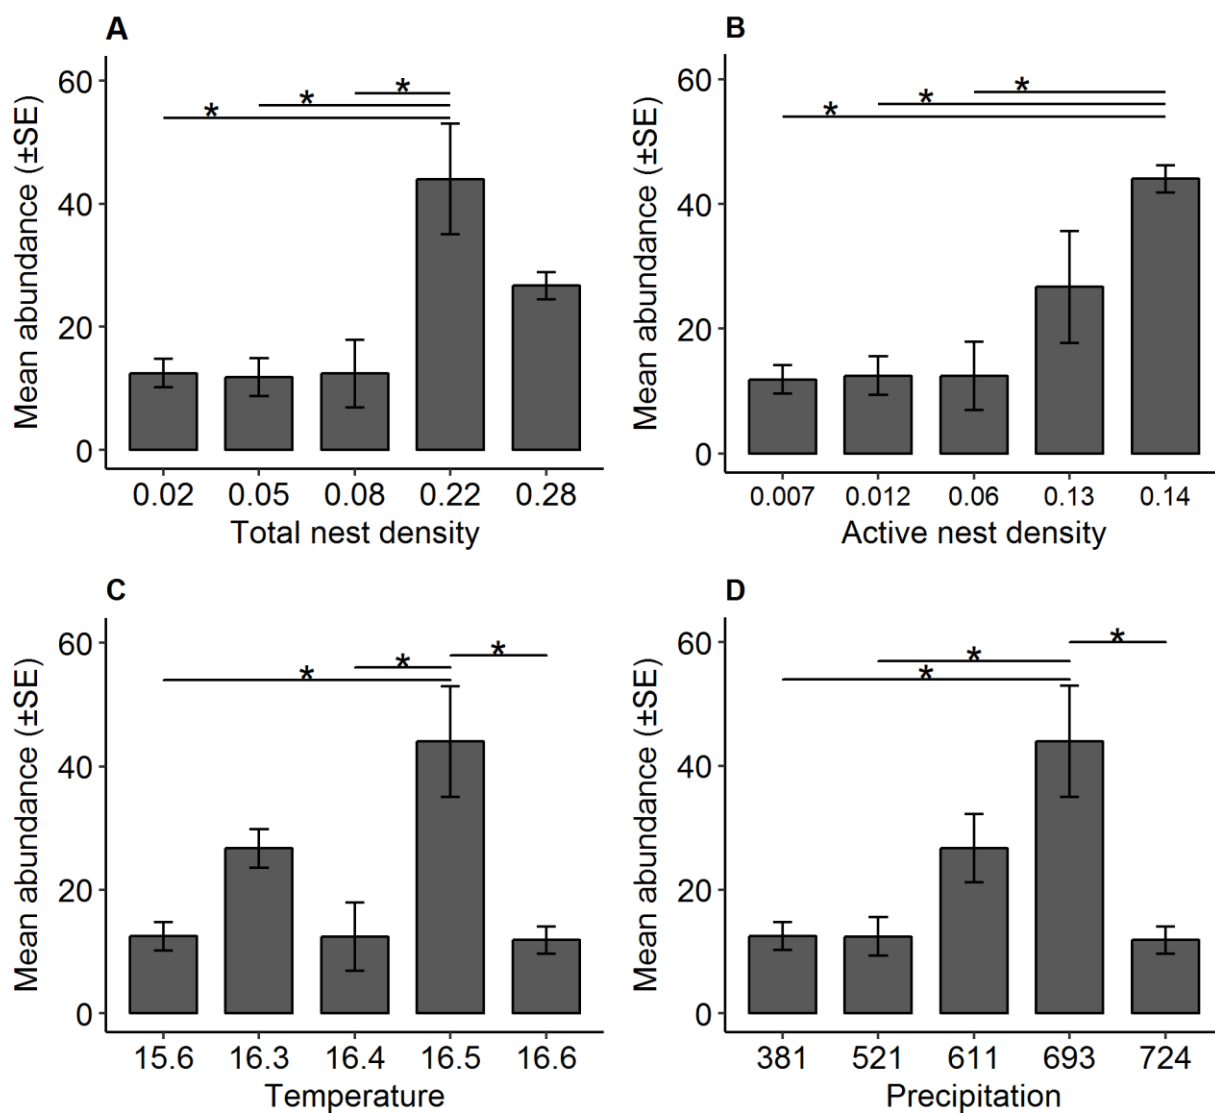 A
Mean abundance (±SE)
60
40
20
0
* * *
0.02 0.05 0.08 0.22 0.28
Total nest density
B
Mean abundance (±SE)
60
40
20
0
* * *
0.007 0.012 0.06 0.13 0.14
Active nest density
C
Mean abundance (±SE)
60
40
20
0
* * *
15.6 16.3 16.4 16.5 16.6
Temperature
D
Mean abundance (±SE)
60
40
20
0
* * *
381 521 611 693 724
Precipitation